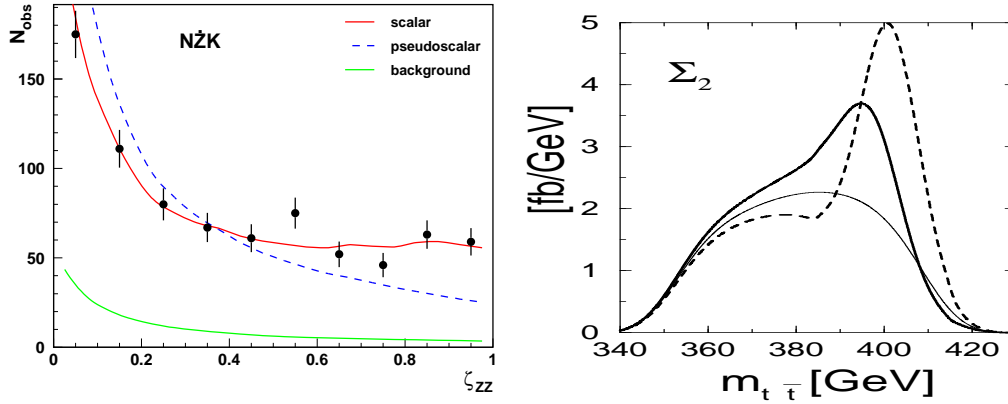 N_obs
NŻK
scalar
pseudoscalar
background
150
100
50
0
0 0.2 0.4 0.6 0.8 1
ζ_ZZ
[fb/GeV]
Σ_2
5
4
3
2
1
0
340 360 380 400 420
m_{t t̅} [GeV]